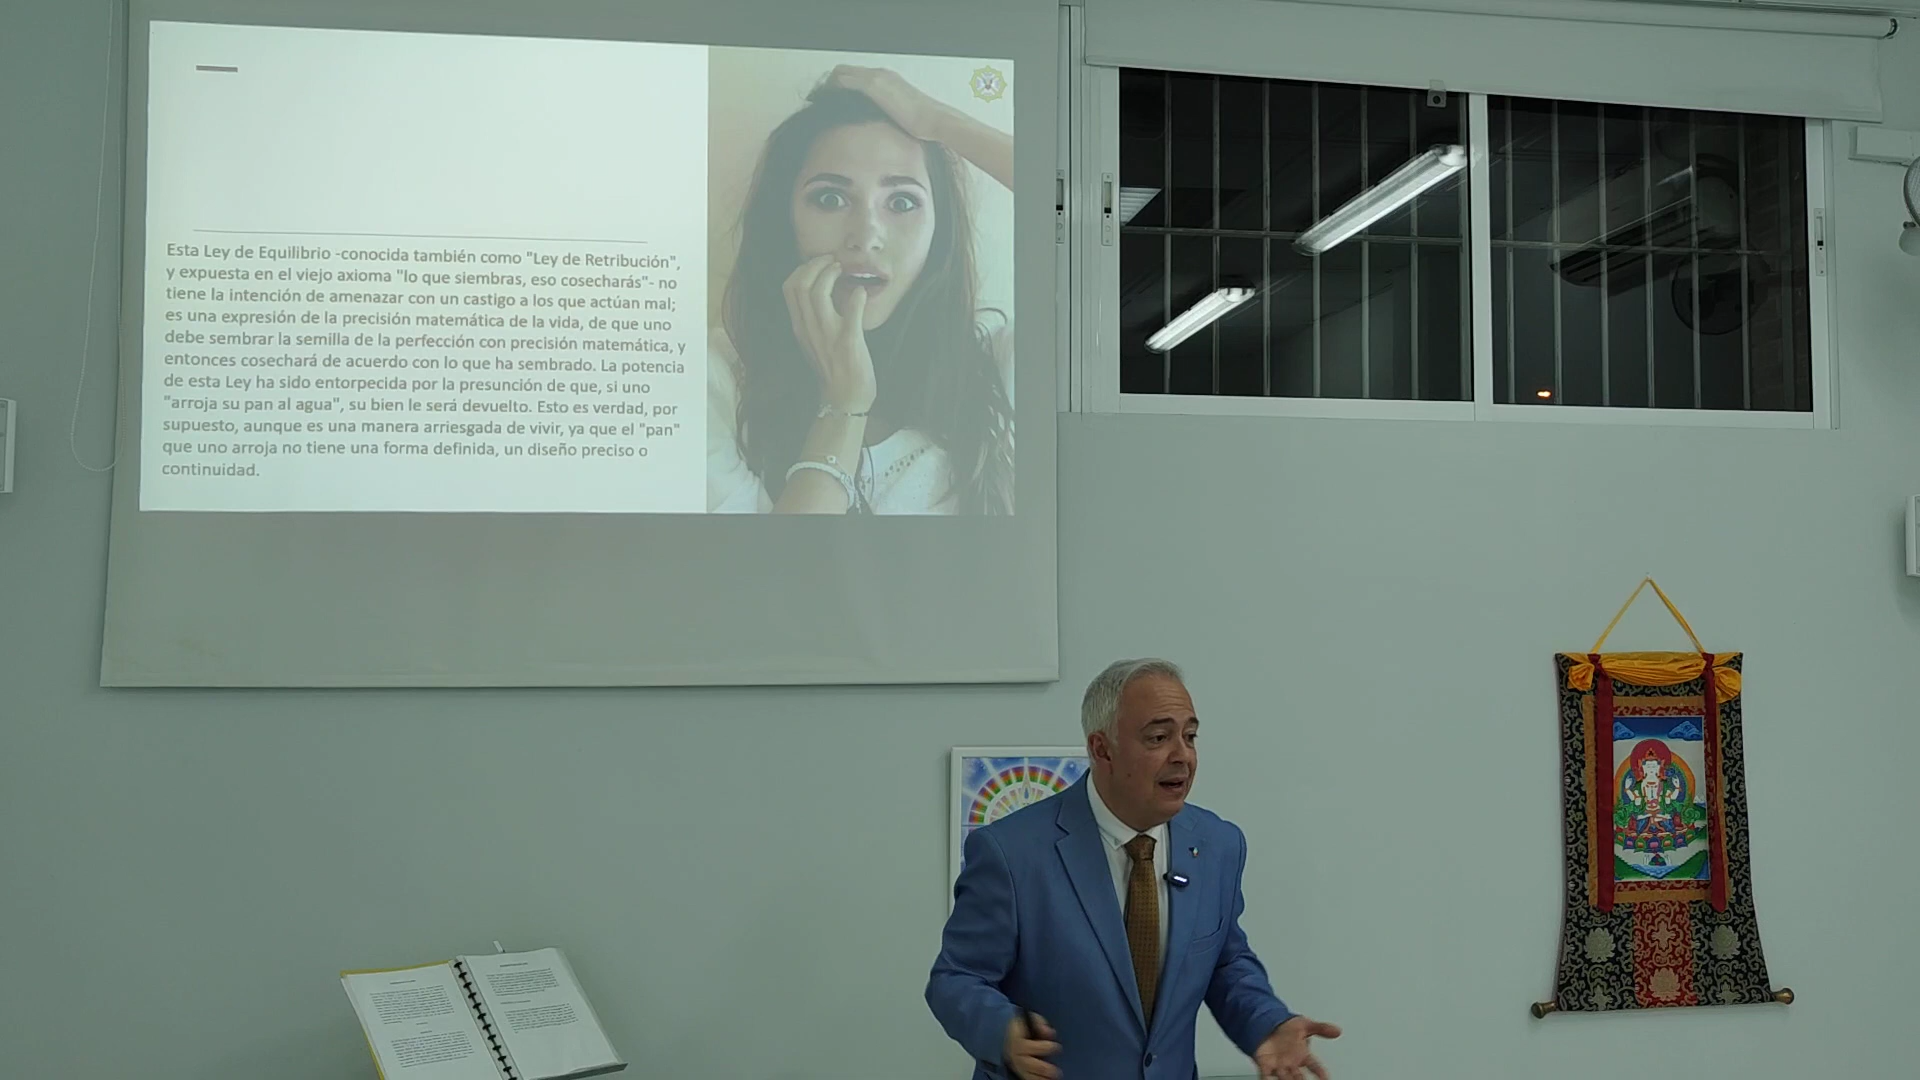 Esta Ley de Equilibrio -conocida también como "Ley de Retribución",
y expuesta en el viejo axioma "lo que siembras, eso cosecharás"- no
tiene la intención de amenazar con un castigo a los que actúan mal;
es una expresión de la precisión matemática de la vida, de que uno
debe sembrar la semilla de la perfección con precisión matemática, y
entonces cosechará de acuerdo con lo que ha sembrado. La potencia
de esta Ley ha sido entorpecida por la presunción de que, si uno
"arroja su pan al agua", su bien le será devuelto. Esto es verdad, por
supuesto, aunque es una manera arriesgada de vivir, ya que el "pan"
que uno arroja no tiene una forma definida, un diseño preciso o
continuidad.